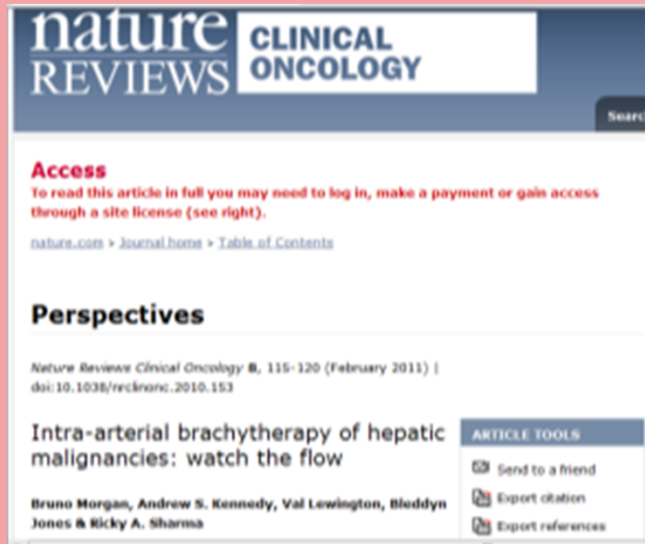 nature
REVIEWS
CLINICAL
ONCOLOGY
Searc
Access
To read this article in full you may need to log in, make a payment or gain access
through a site license (see right).
nature.com > Journal home > Table of Contents
Perspectives
Nature Reviews Clinical Oncology 8, 115-120 (February 2011) |
doi:10.1038/nrclinonc.2010.153
Intra-arterial brachytherapy of hepatic
malignancies: watch the flow
ARTICLE TOOLS
Send to a friend
Export citation
Export references
Bruno Morgan, Andrew S. Kennedy, Val Lewington, Bleddyn
Jones & Ricky A. Sharma